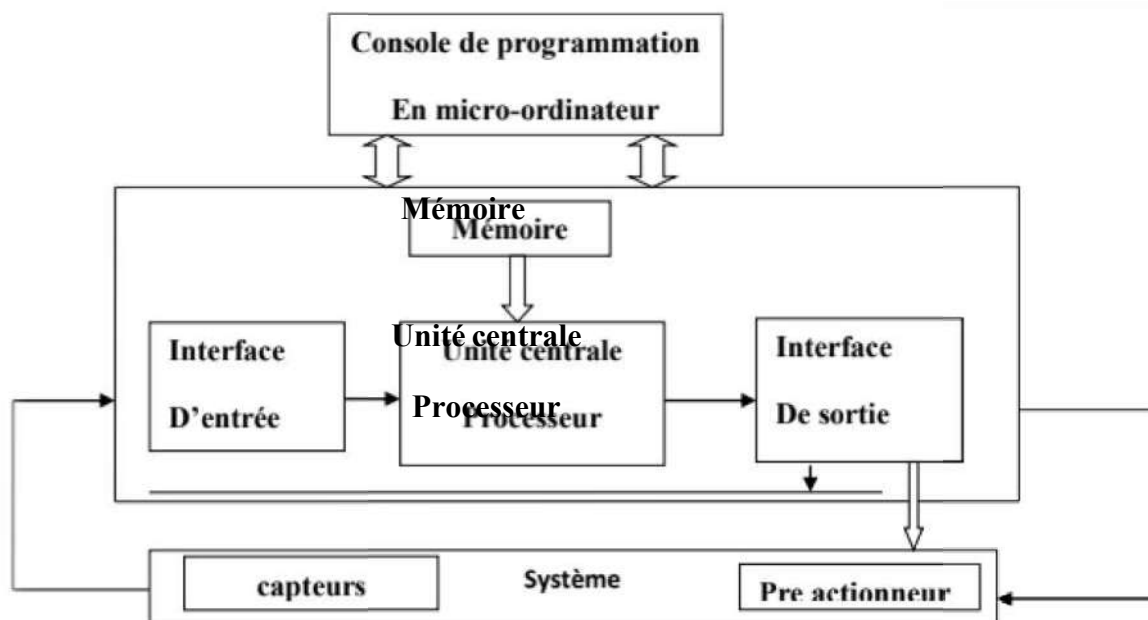 Console de programmation
En micro-ordinateur
Mémoire
Mémoire
Interface
D'entrée
Unité centrale
Unité centrale
Processeur
Processeur
Interface
De sortie
capteurs
Système
Pre actionneur